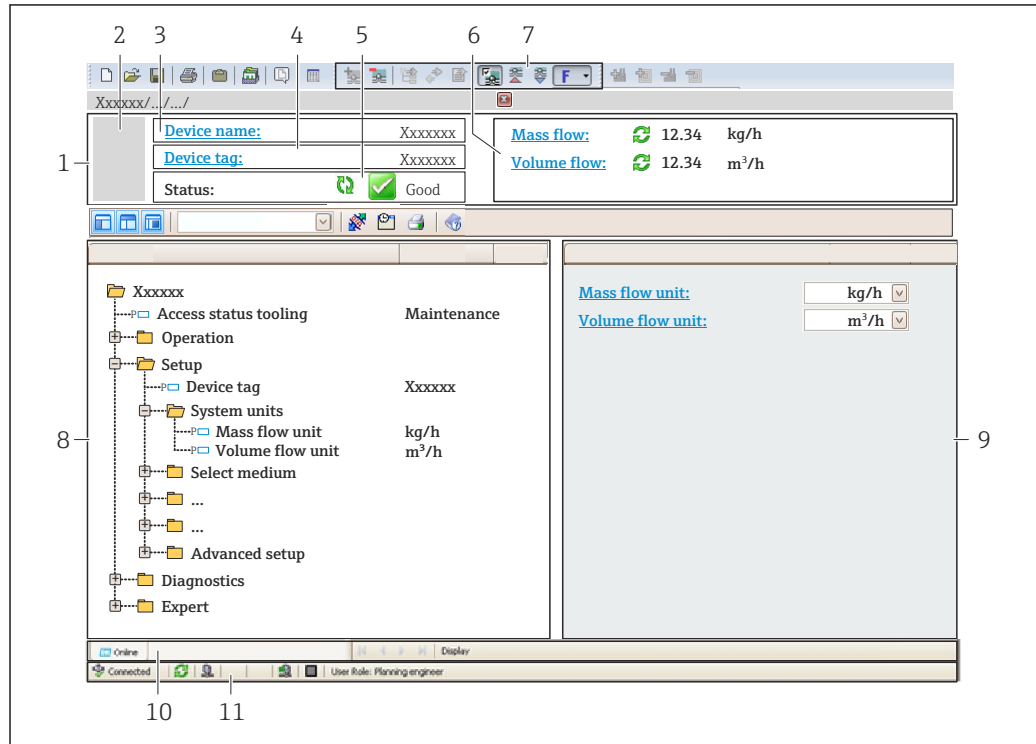 2 3 4 5 6 7
F
Xxxxxx/.../.../
1
Device name: Xxxxxxx
Device tag: Xxxxxxx
Status: Good
Mass flow: 12.34 kg/h
Volume flow: 12.34 m³/h
Xxxxxx
P Access status tooling Maintenance
Operation
Setup
P Device tag Xxxxxx
System units
P Mass flow unit kg/h
P Volume flow unit m³/h
Select medium
...
...
Advanced setup
Diagnostics
Expert
Mass flow unit: kg/h
Volume flow unit: m³/h
8
9
Online Display
Connected User Role: Planning engineer
10 11